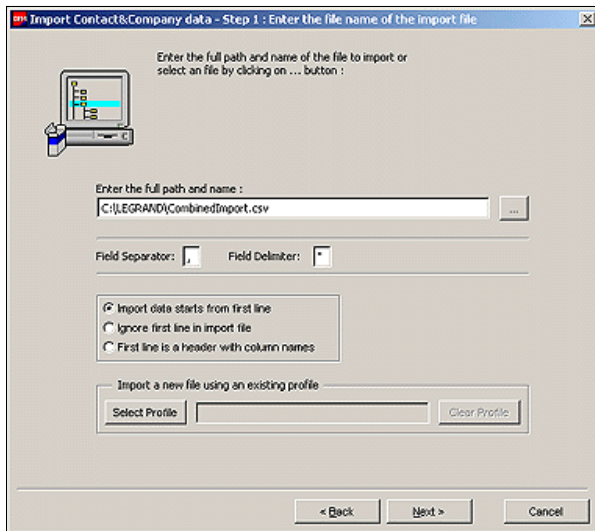 Import Contact&Company data - Step 1 : Enter the file name of the import file
Enter the full path and name of the file to import or
select an file by clicking on ... button :
Enter the full path and name :
C:\LEGRAND\CombinedImport.csv
...
Field Separator: , Field Delimiter: "
Import data starts from first line
Ignore first line in import file
First line is a header with column names
Import a new file using an existing profile
Select Profile Clear Profile
< Back Next > Cancel